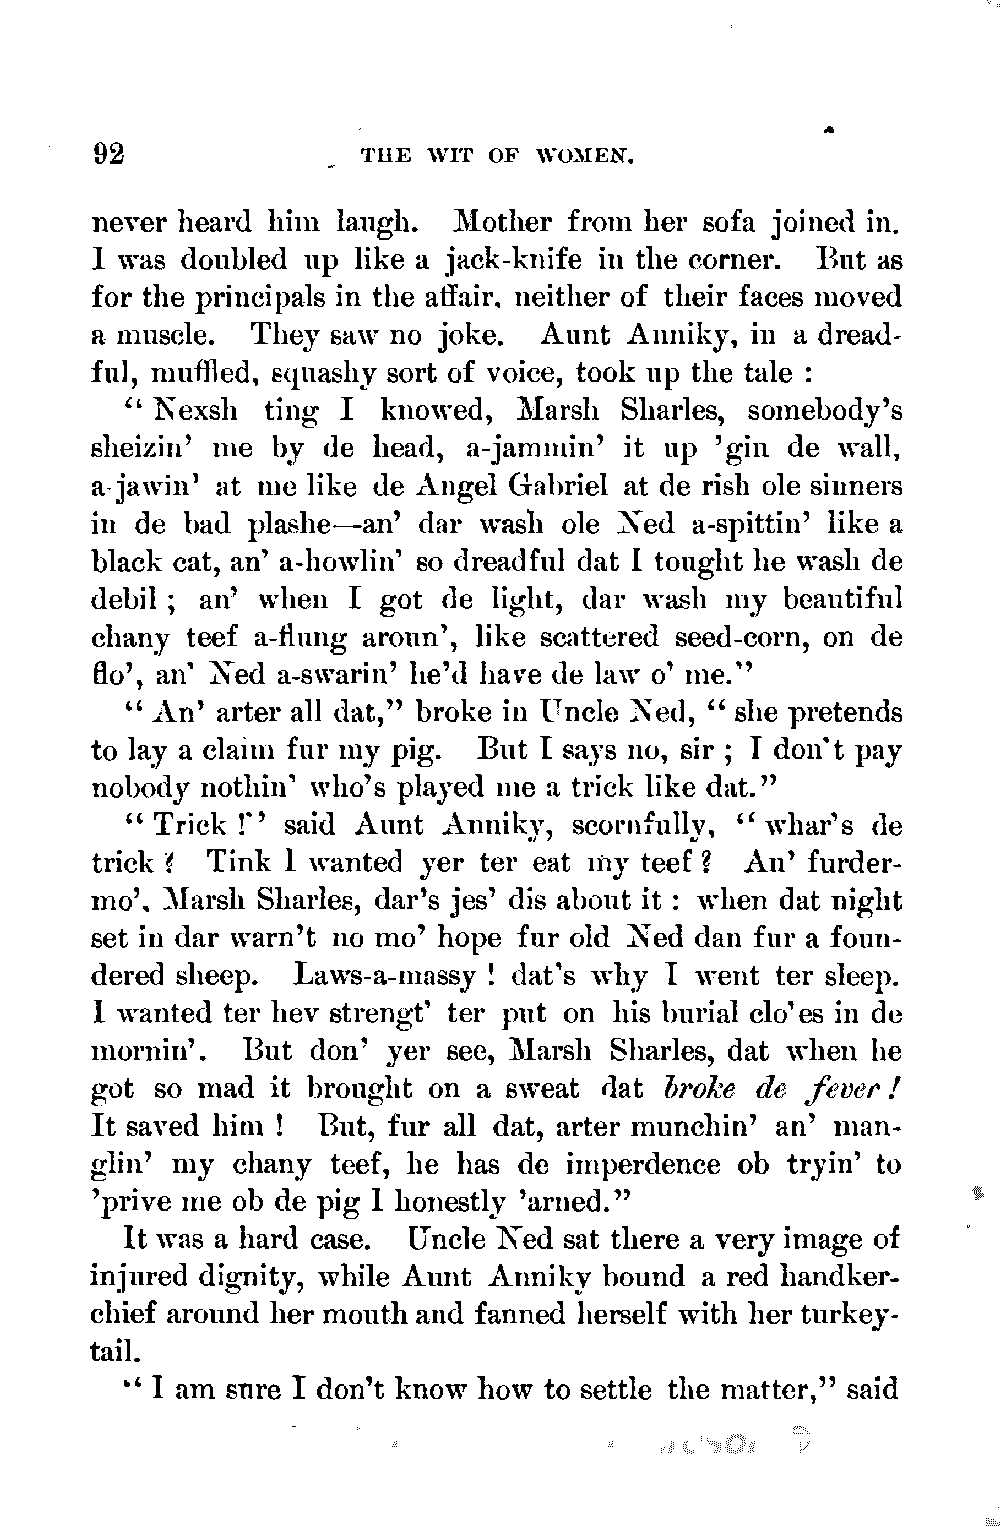 92 THE WIT OF WOMEN.
never heard him laugh. Mother from her sofa joined in.
I was doubled up like a jack-knife in the corner. But as
for the principals in the affair, neither of their faces moved
a muscle. They saw no joke. Aunt Anniky, in a dread-
ful, muffled, squashy sort of voice, took up the tale :
“ Nexsh ting I knowed, Marsh Sharles, somebody’s
sheizin’ me by de head, a-jammin’ it up ’gin de wall,
a-jawin’ at me like de Angel Gabriel at de rish ole sinners
in de bad plashe—an’ dar wash ole Ned a-spittin’ like a
black cat, an’ a-howlin’ so dreadful dat I tought he wash de
debil ; an’ when I got de light, dar wash my beautiful
chany teef a-flung aroun’, like scattered seed-corn, on de
flo’, an’ Ned a-swarin’ he’d have de law o’ me.”
“ An’ arter all dat,” broke in Uncle Ned, “ she pretends
to lay a claim fur my pig. But I says no, sir ; I don’t pay
nobody nothin’ who’s played me a trick like dat.”
“ Trick !” said Aunt Anniky, scornfully, “ whar’s de
trick ? Tink I wanted yer ter eat my teef ? An’ furder-
mo’, Marsh Sharles, dar’s jes’ dis about it : when dat night
set in dar warn’t no mo’ hope fur old Ned dan fur a foun-
dered sheep. Laws-a-massy ! dat’s why I went ter sleep.
I wanted ter hev strengt’ ter put on his burial clo’es in de
mornin’. But don’ yer see, Marsh Sharles, dat when he
got so mad it brought on a sweat dat broke de fever !
It saved him ! But, fur all dat, arter munchin’ an’ man-
glin’ my chany teef, he has de imperdence ob tryin’ to
’prive me ob de pig I honestly ’arned.”
It was a hard case. Uncle Ned sat there a very image of
injured dignity, while Aunt Anniky bound a red handker-
chief around her mouth and fanned herself with her turkey-
tail.
“ I am sure I don’t know how to settle the matter,” said